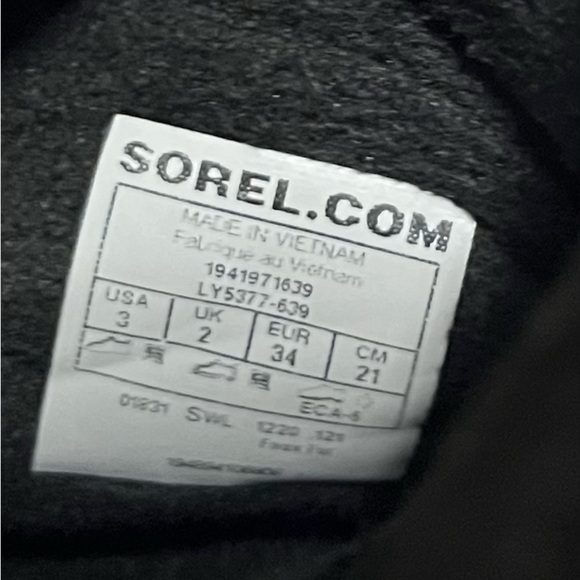 SOREL.COM
MADE IN VIETNAM
Fabriqué au Vietnam
1941971639
LY5377-639
USA UK EUR CM
3 2 34 21
ECA-6
01831 SWL 1220 .121
Faux Fur